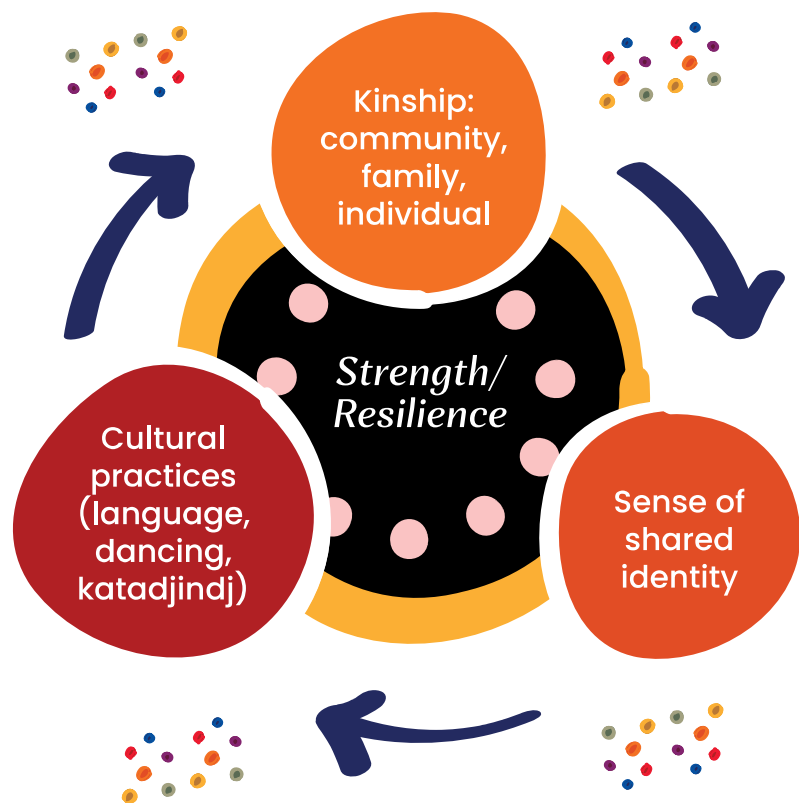 Kinship:
community,
family,
individual
Strength/
Resilience
Cultural
practices
(language,
dancing,
katadjindj)
Sense of
shared
identity